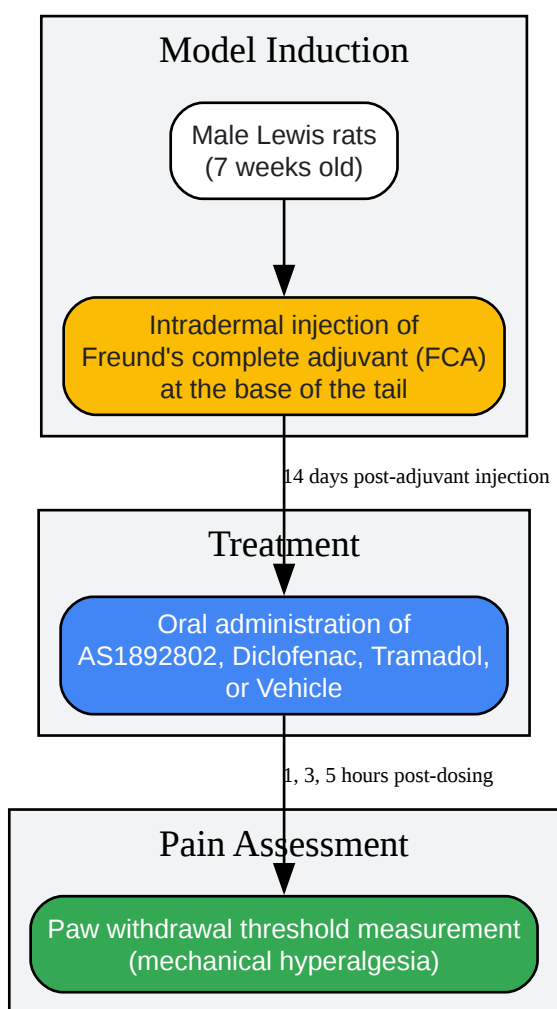 Model Induction
Male Lewis rats
(7 weeks old)
Intradermal injection of
Freund's complete adjuvant (FCA)
at the base of the tail
14 days post-adjuvant injection
Treatment
Oral administration of
AS1892802, Diclofenac, Tramadol,
or Vehicle
1, 3, 5 hours post-dosing
Pain Assessment
Paw withdrawal threshold measurement
(mechanical hyperalgesia)